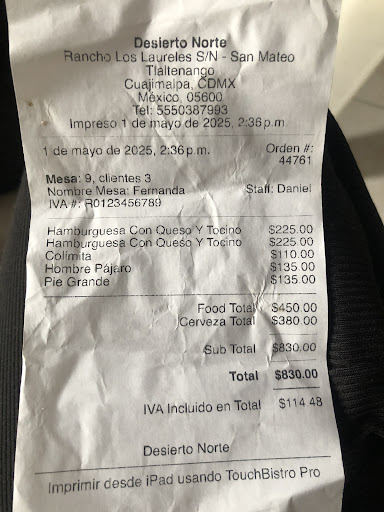 Desierto Norte
Rancho Los Laureles S/N - San Mateo
Tlaltenango
Cuajimalpa, CDMX
México, 05600
Tel: 5550387993
Impreso 1 de mayo de 2025, 2:36 p.m.
1 de mayo de 2025, 2:36 p.m. Orden #:
44761
Mesa: 9, clientes 3
Nombre Mesa: Fernanda Staff: Daniel
IVA #: R0123456789
Hamburguesa Con Queso Y Tocino $225.00
Hamburguesa Con Queso Y Tocino $225.00
Colimita $110.00
Hombre Pájaro $135.00
Pie Grande $135.00
Food Total $450.00
Cerveza Total $380.00
Sub Total $830.00
Total $830.00
IVA Incluido en Total $114.48
Desierto Norte
Imprimir desde iPad usando TouchBistro Pro